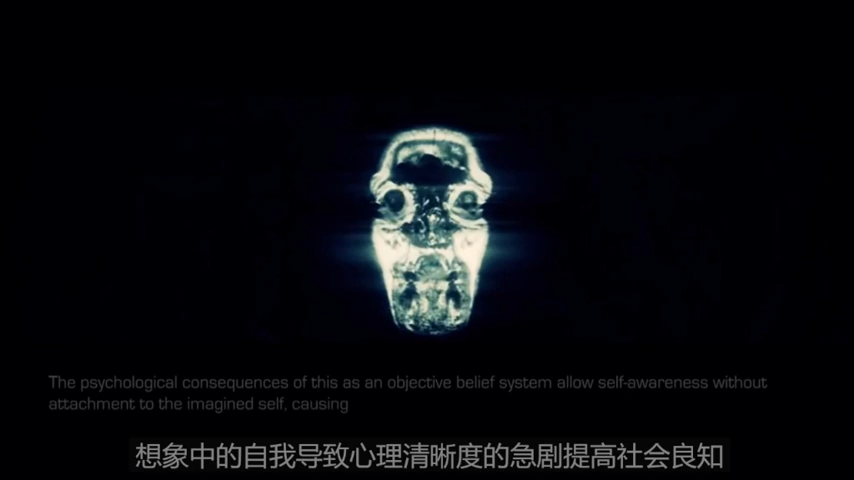 The psychological consequences of this as an objective belief system allow self-awareness without
attachment to the imagined self, causing
想象中的自我导致心理清晰度的急剧提高社会良知